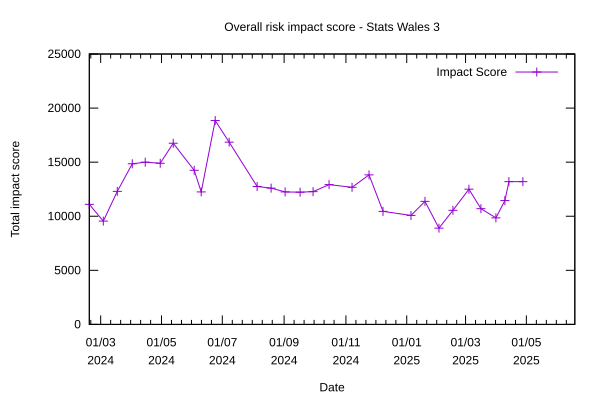 Overall risk impact score - Stats Wales 3
25000
Impact Score
20000
15000
10000
5000
0
Total impact score
01/03 01/05 01/07 01/09 01/11 01/01 01/03 01/05
2024 2024 2024 2024 2024 2025 2025 2025
Date